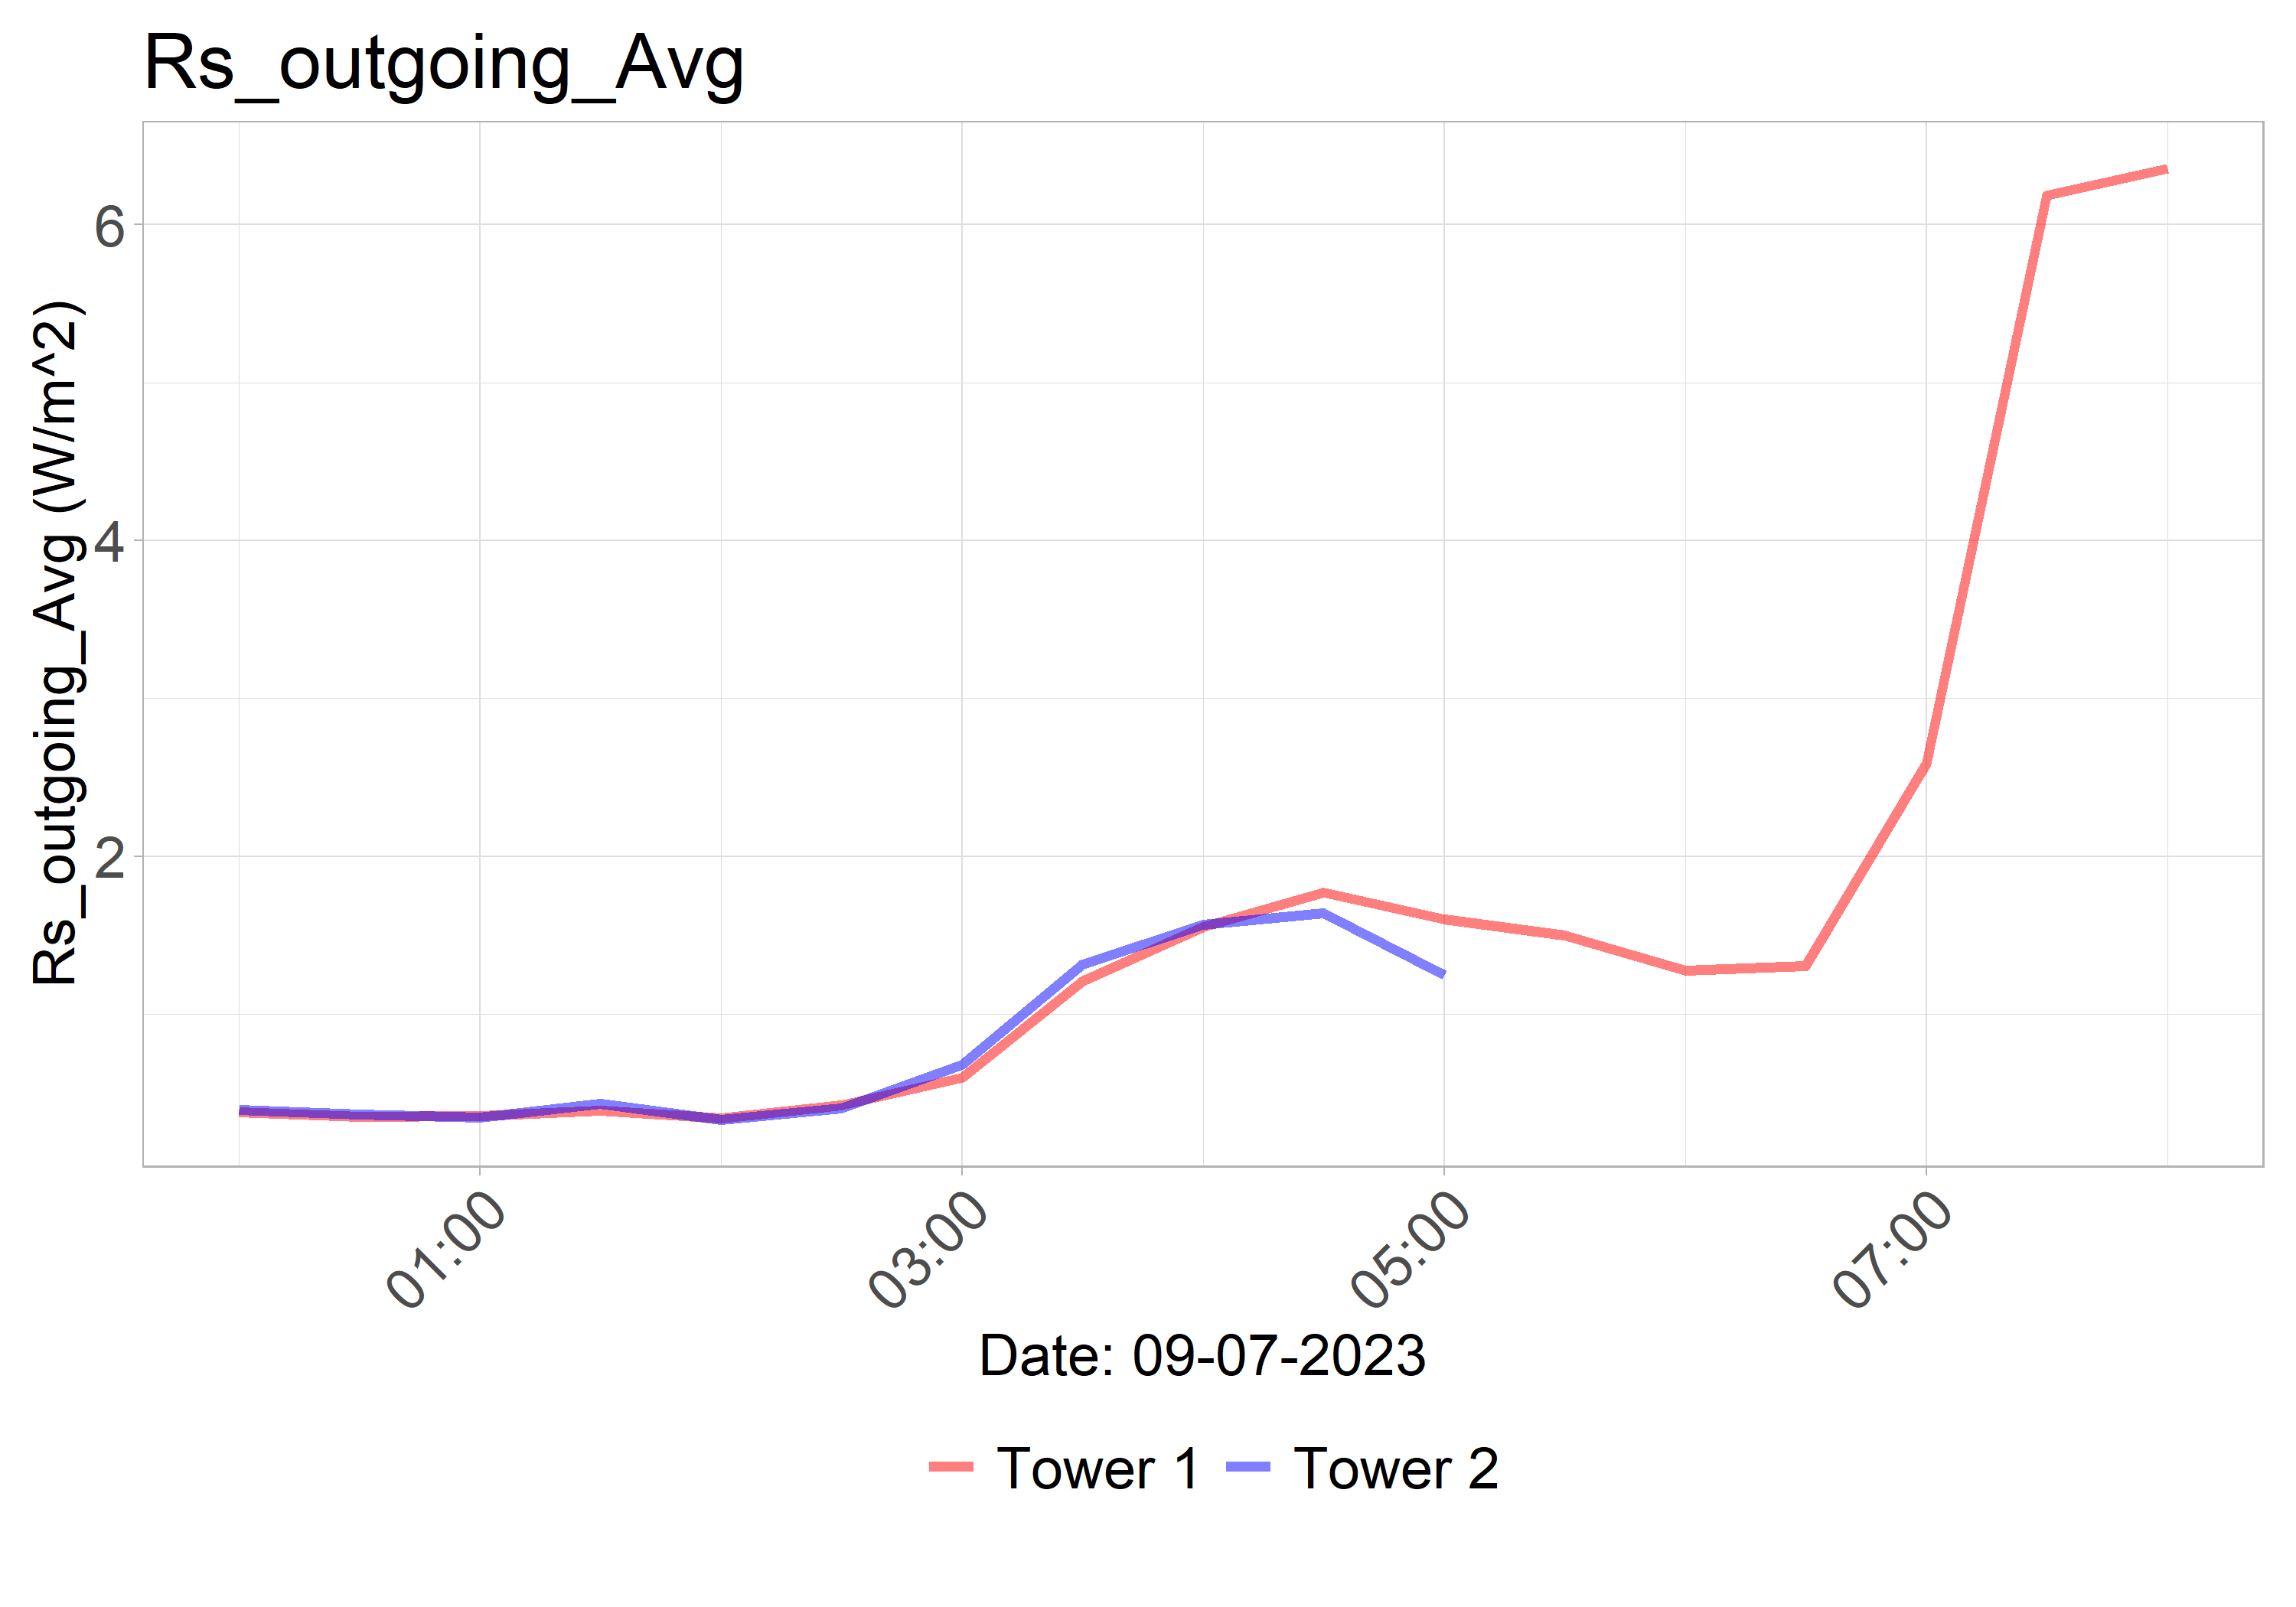 Rs_outgoing_Avg
Rs_outgoing_Avg (W/m^2)
6
4
2
01:00
03:00
05:00
07:00
Date: 09-07-2023
Tower 1
Tower 2